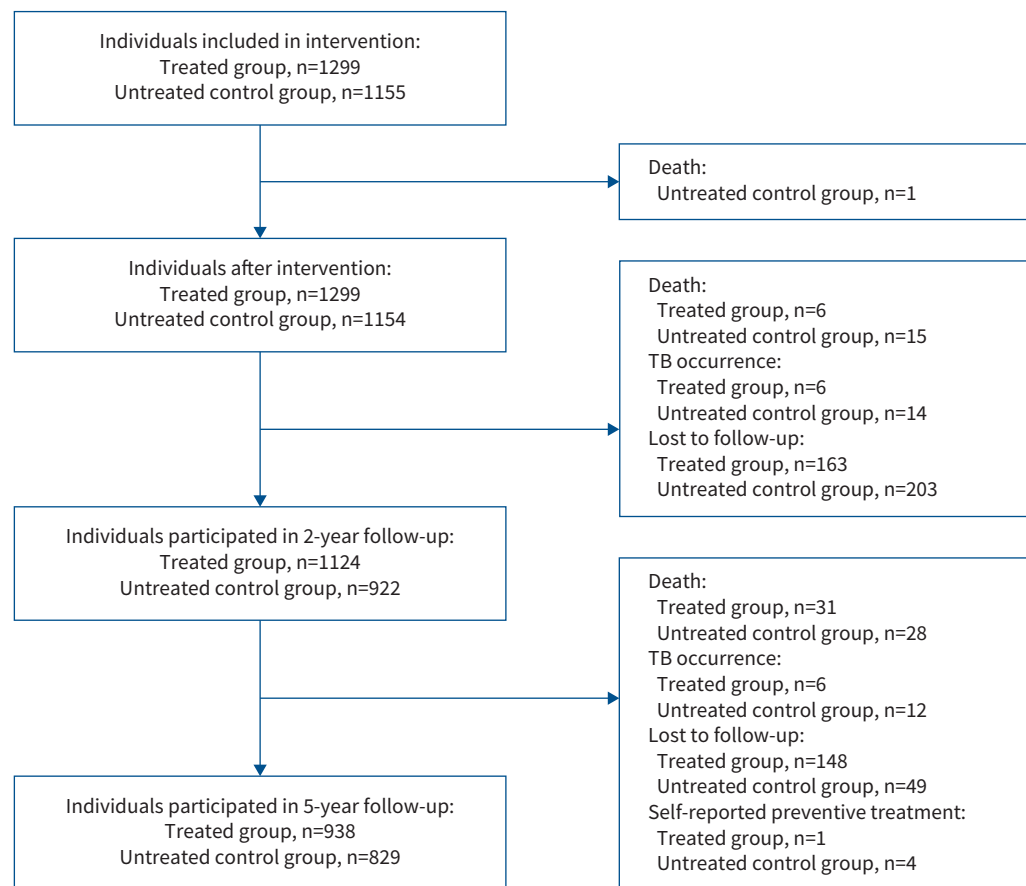 Individuals included in intervention:
Treated group, n=1299
Untreated control group, n=1155
Death:
Untreated control group, n=1
Individuals after intervention:
Treated group, n=1299
Untreated control group, n=1154
Death:
Treated group, n=6
Untreated control group, n=15
TB occurrence:
Treated group, n=6
Untreated control group, n=14
Lost to follow-up:
Treated group, n=163
Untreated control group, n=203
Individuals participated in 2-year follow-up:
Treated group, n=1124
Untreated control group, n=922
Death:
Treated group, n=31
Untreated control group, n=28
TB occurrence:
Treated group, n=6
Untreated control group, n=12
Lost to follow-up:
Treated group, n=148
Untreated control group, n=49
Self-reported preventive treatment:
Treated group, n=1
Untreated control group, n=4
Individuals participated in 5-year follow-up:
Treated group, n=938
Untreated control group, n=829